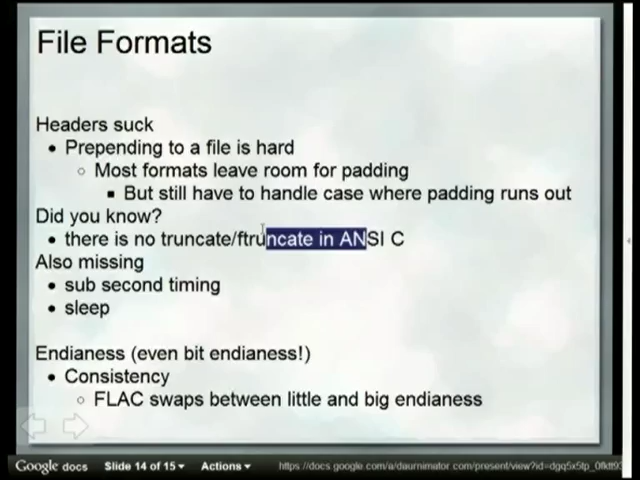 File Formats
Headers suck
Prepending to a file is hard
Most formats leave room for padding
But still have to handle case where padding runs out
Did you know?
there is no truncate/ftruncate in ANSI C
Also missing
sub second timing
sleep
Endianess (even bit endianess!)
Consistency
FLAC swaps between little and big endianess
Google docs Slide 14 of 15 Actions